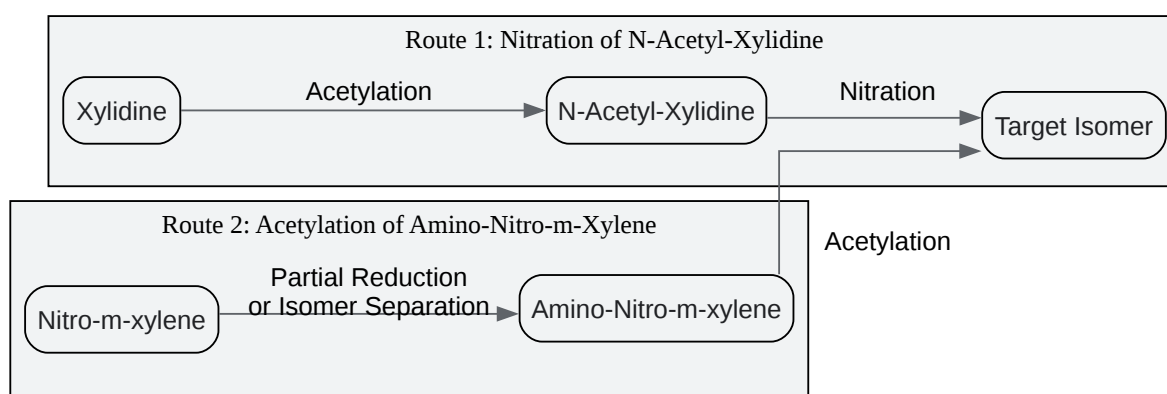 Route 1: Nitration of N-Acetyl-Xylidine
Xylidine
Acetylation
N-Acetyl-Xylidine
Nitration
Target Isomer
Route 2: Acetylation of Amino-Nitro-m-Xylene
Nitro-m-xylene
Partial Reduction
or Isomer Separation
Amino-Nitro-m-xylene
Acetylation